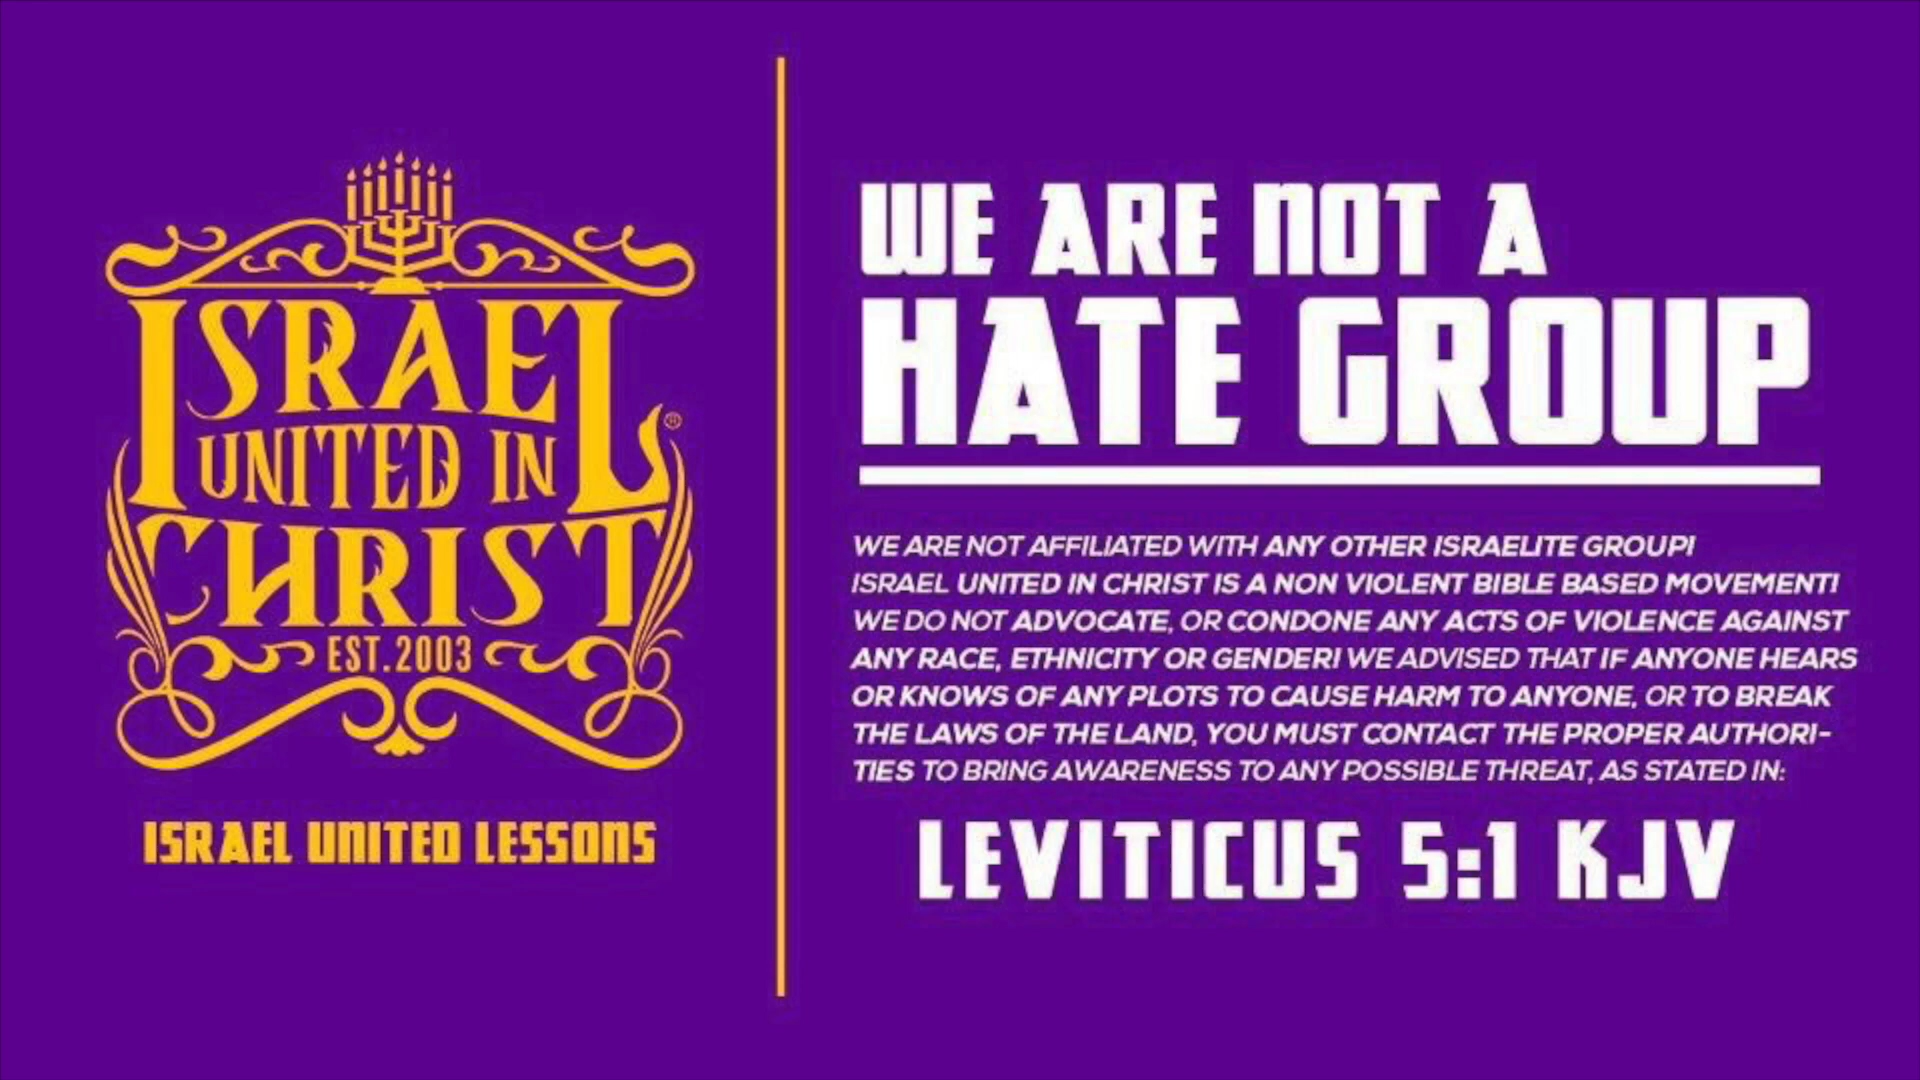 ISRAEL
UNITED IN
CHRIST
®
EST. 2003
ISRAEL UNITED LESSONS
WE ARE NOT A
HATE GROUP
WE ARE NOT AFFILIATED WITH ANY OTHER ISRAELITE GROUP!
ISRAEL UNITED IN CHRIST IS A NON VIOLENT BIBLE BASED MOVEMENT!
WE DO NOT ADVOCATE, OR CONDONE ANY ACTS OF VIOLENCE AGAINST
ANY RACE, ETHNICITY OR GENDER! WE ADVISED THAT IF ANYONE HEARS
OR KNOWS OF ANY PLOTS TO CAUSE HARM TO ANYONE, OR TO BREAK
THE LAWS OF THE LAND, YOU MUST CONTACT THE PROPER AUTHORI-
TIES TO BRING AWARENESS TO ANY POSSIBLE THREAT, AS STATED IN:
LEVITICUS 5:1 KJV